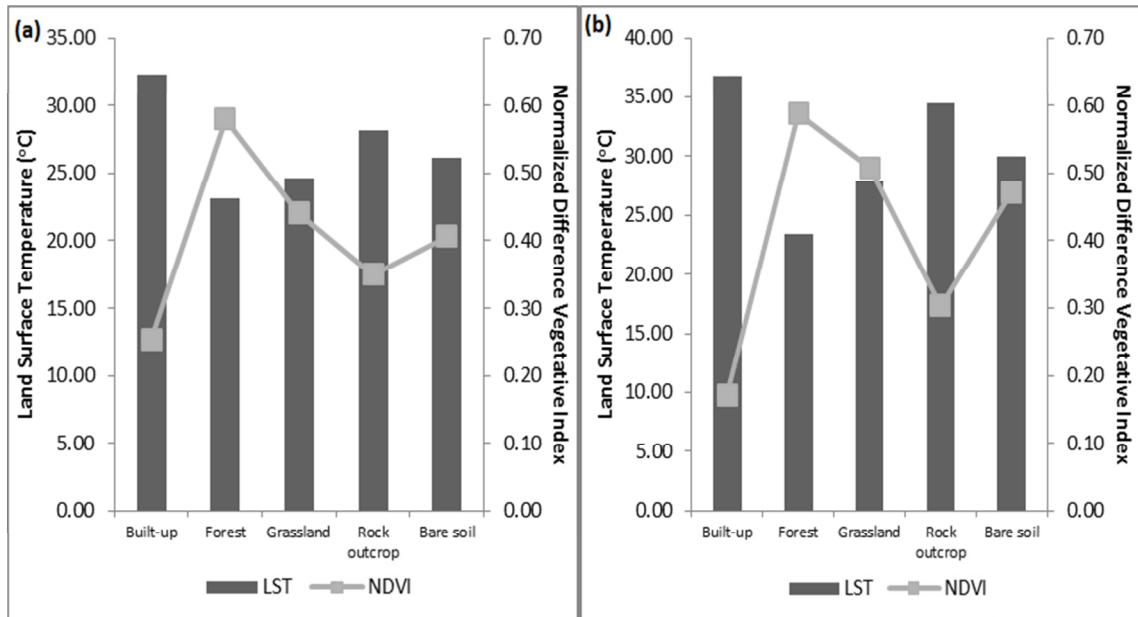 (a)
Land Surface Temperature (°C)
35.00
30.00
25.00
20.00
15.00
10.00
5.00
0.00
0.70
0.60
0.50
0.40
0.30
0.20
0.10
0.00
Normalized Difference Vegetative Index
Built-up Forest Grassland Rock Bare soil
outcrop
LST NDVI
(b)
Land Surface Temperature (°C)
40.00
35.00
30.00
25.00
20.00
15.00
10.00
5.00
0.00
0.70
0.60
0.50
0.40
0.30
0.20
0.10
0.00
Normalized Difference Vegetative Index
Built-up Forest Grassland Rock Bare soil
outcrop
LST NDVI